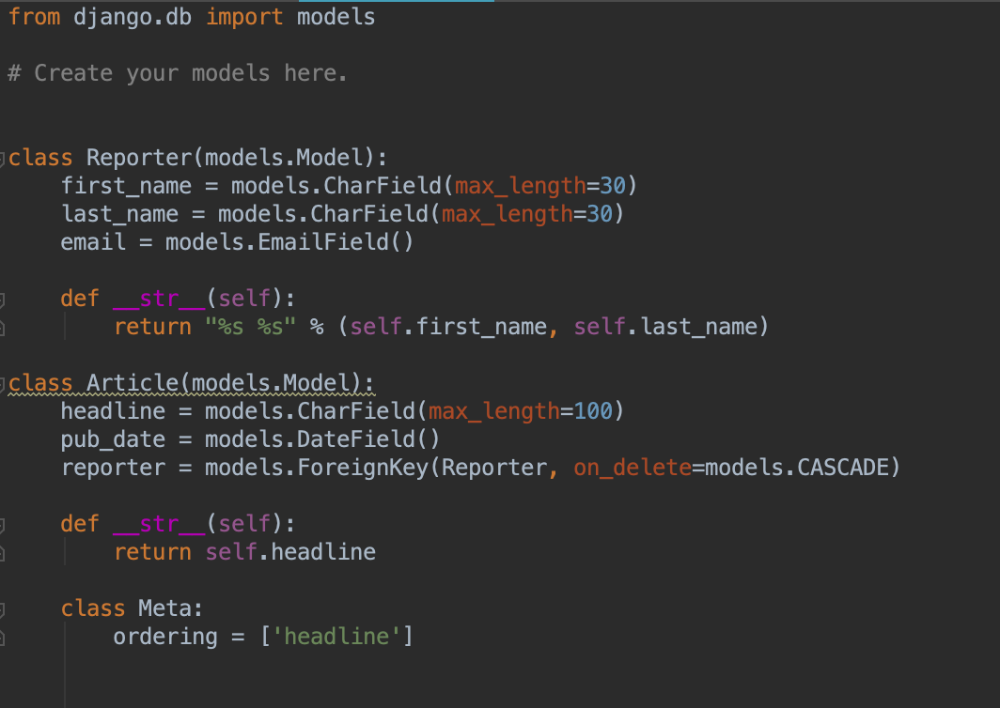 from django.db import models
# Create your models here.
class Reporter(models.Model):
    first_name = models.CharField(max_length=30)
    last_name = models.CharField(max_length=30)
    email = models.EmailField()
    def __str__(self):
        return "%s %s" % (self.first_name, self.last_name)
class Article(models.Model):
    headline = models.CharField(max_length=100)
    pub_date = models.DateField()
    reporter = models.ForeignKey(Reporter, on_delete=models.CASCADE)
    def __str__(self):
        return self.headline
    class Meta:
        ordering = ['headline']